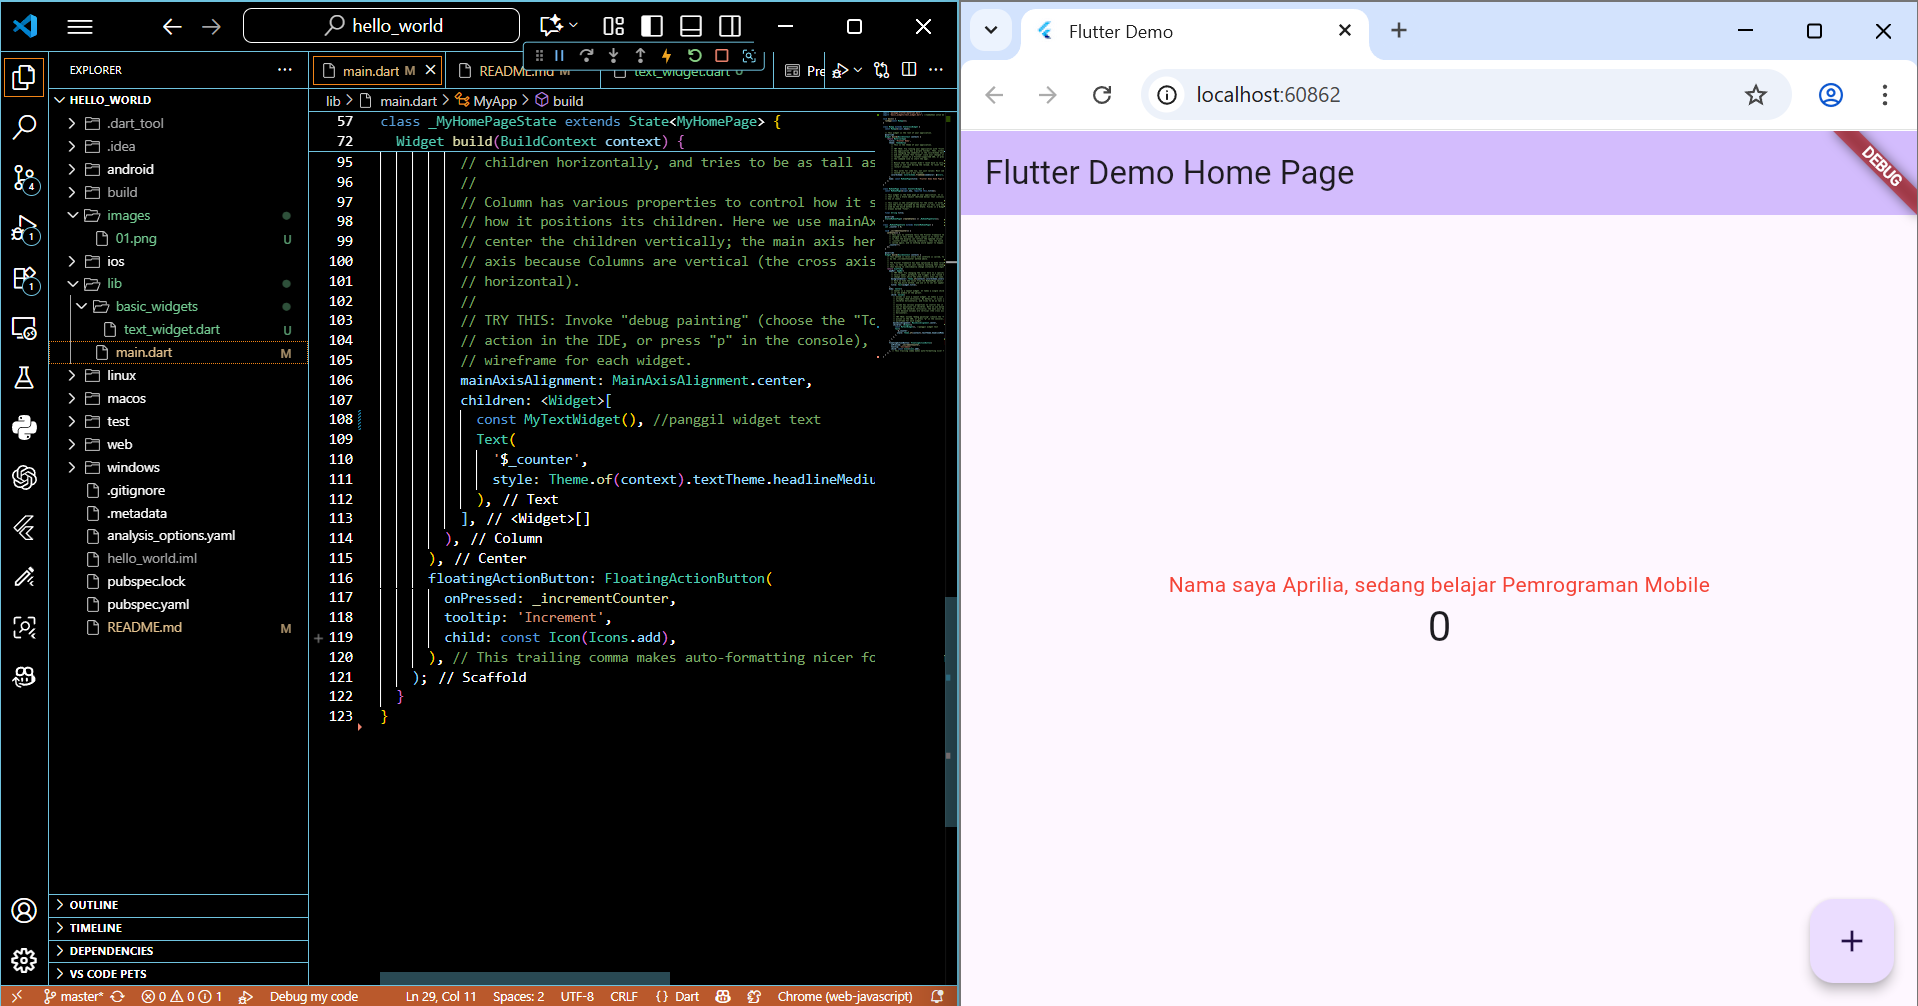 hello_world
EXPLORER
HELLO_WORLD
.dart_tool
.idea
android
build
images
01.png U
ios
lib
basic_widgets
text_widget.dart U
main.dart M
linux
macos
test
web
windows
.gitignore
.metadata
analysis_options.yaml
hello_world.iml
pubspec.lock
pubspec.yaml
README.md M
OUTLINE
TIMELINE
DEPENDENCIES
VS CODE PETS
4
1
1
main.dart M
README.md M
text_widget.dart U
Pre
lib > main.dart > MyApp > build
57 class _MyHomePageState extends State<MyHomePage> {
72 Widget build(BuildContext context) {
95 // children horizontally, and tries to be as tall as
96 //
97 // Column has various properties to control how it s
98 // how it positions its children. Here we use mainAx
99 // center the children vertically; the main axis her
100 // axis because Columns are vertical (the cross axis
101 // horizontal).
102 //
103 // TRY THIS: Invoke "debug painting" (choose the "To
104 // action in the IDE, or press "p" in the console),
105 // wireframe for each widget.
106 mainAxisAlignment: MainAxisAlignment.center,
107 children: <Widget>[
108 const MyTextWidget(), //panggil widget text
109 Text(
110 '$_counter',
111 style: Theme.of(context).textTheme.headlineMediu
112 ), // Text
113 ], // <Widget>[]
114 ), // Column
115 ), // Center
116 floatingActionButton: FloatingActionButton(
117 onPressed: _incrementCounter,
118 tooltip: 'Increment',
119 child: const Icon(Icons.add),
120 ), // This trailing comma makes auto-formatting nicer fo
121 ); // Scaffold
122 }
123 }
master* 0 0 1 Debug my code Ln 29, Col 11 Spaces: 2 UTF-8 CRLF {} Dart Chrome (web-javascript)
Flutter Demo
localhost:60862
Flutter Demo Home Page
DEBUG
Nama saya Aprilia, sedang belajar Pemrograman Mobile
0
+